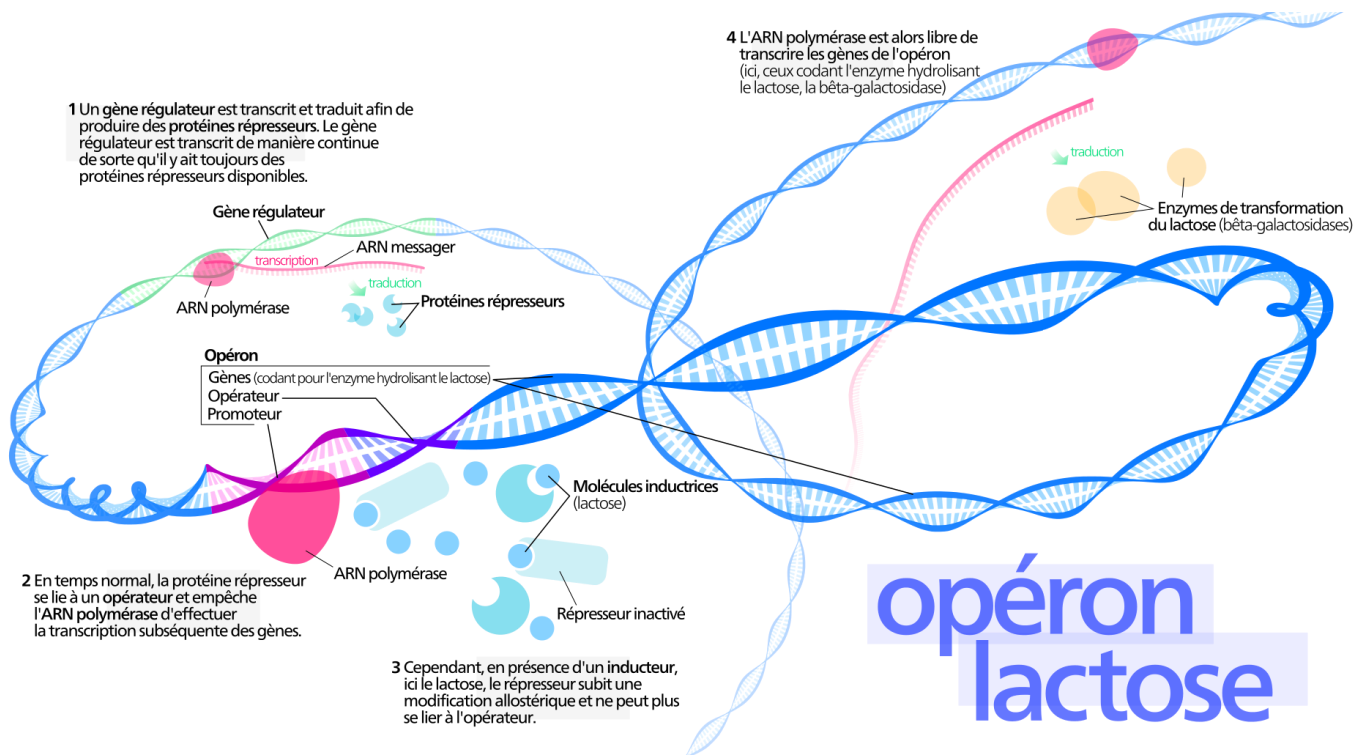 1 Un gène régulateur est transcrit et traduit afin de
produire des protéines répresseurs. Le gène
régulateur est transcrit de manière continue
de sorte qu'il y ait toujours des
protéines répresseurs disponibles.
Gène régulateur
transcription
ARN messager
ARN polymérase
traduction
Protéines répresseurs
Opéron
Gènes (codant pour l'enzyme hydrolisant le lactose)
Opérateur
Promoteur
ARN polymérase
2 En temps normal, la protéine répresseur
se lie à un opérateur et empêche
l'ARN polymérase d'effectuer
la transcription subséquente des gènes.
Molécules inductrices
(lactose)
Répresseur inactivé
3 Cependant, en présence d'un inducteur,
ici le lactose, le répresseur subit une
modification allostérique et ne peut plus
se lier à l'opérateur.
4 L'ARN polymérase est alors libre de
transcrire les gènes de l'opéron
(ici, ceux codant l'enzyme hydrolisant
le lactose, la bêta-galactosidase)
traduction
Enzymes de transformation
du lactose (bêta-galactosidases)
opéron
lactose